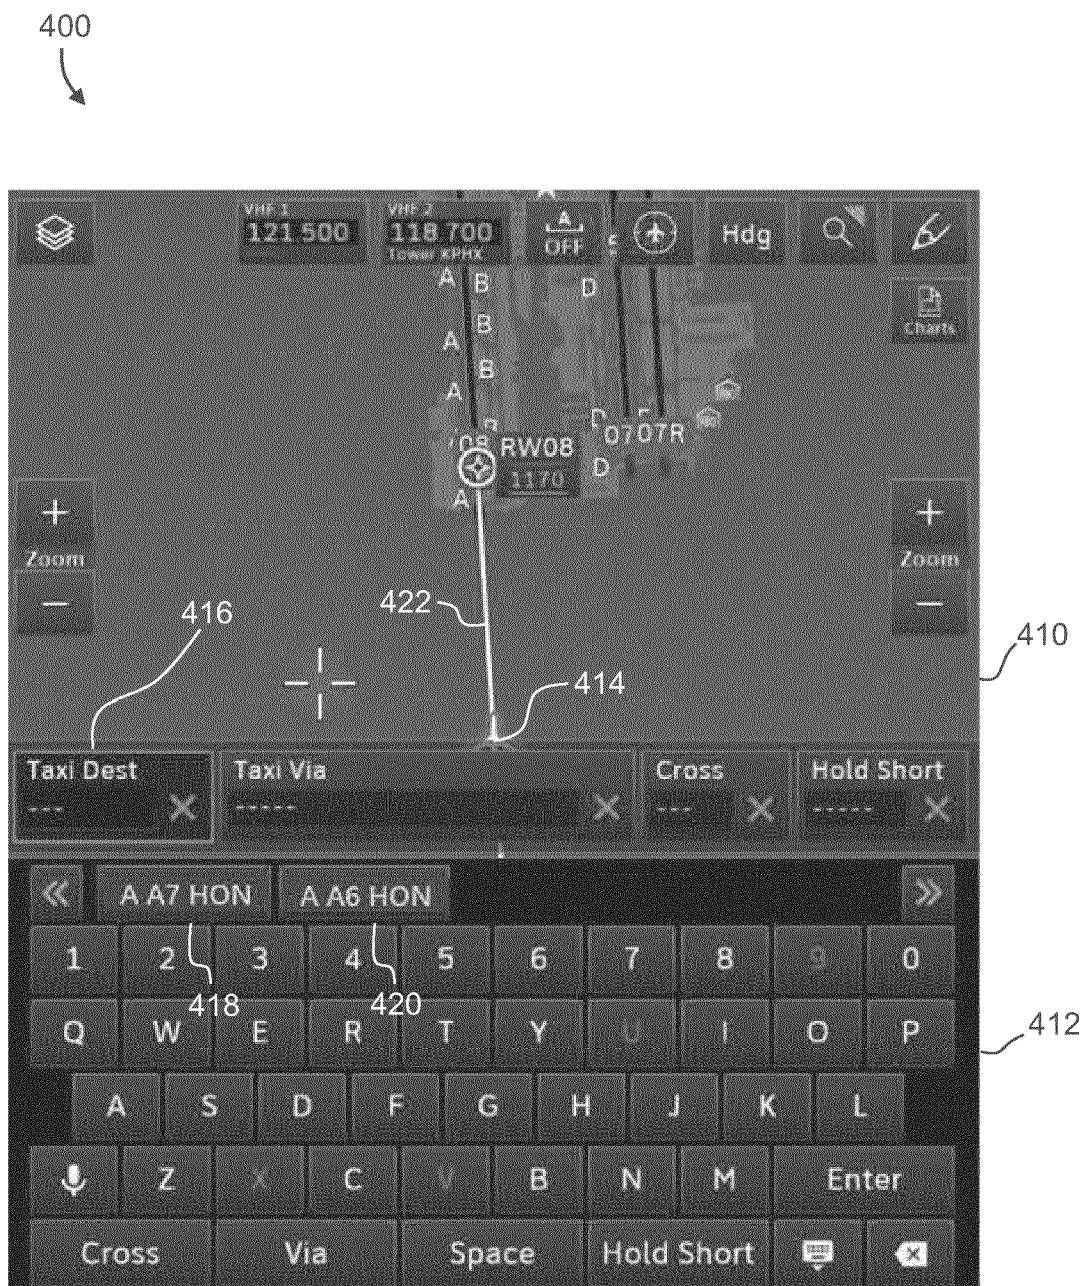 400
VHF 1
121.500
VHF 2
118.700
Tower KPHX
A
OFF
Hdg
Charts
A B
D
B
A
B
A
B
D
08
0707R
RW08
1170
D
A
+
Zoom
−
+
Zoom
−
416
422
414
410
Taxi Dest
---
Taxi Via
-----
Cross
---
Hold Short
-----
A A7 HON
A A6 HON
1 2 3 4 5 6 7 8 9 0
418
420
Q W E R T Y U I O P
412
A S D F G H J K L
Z X C V B N M Enter
Cross Via Space Hold Short